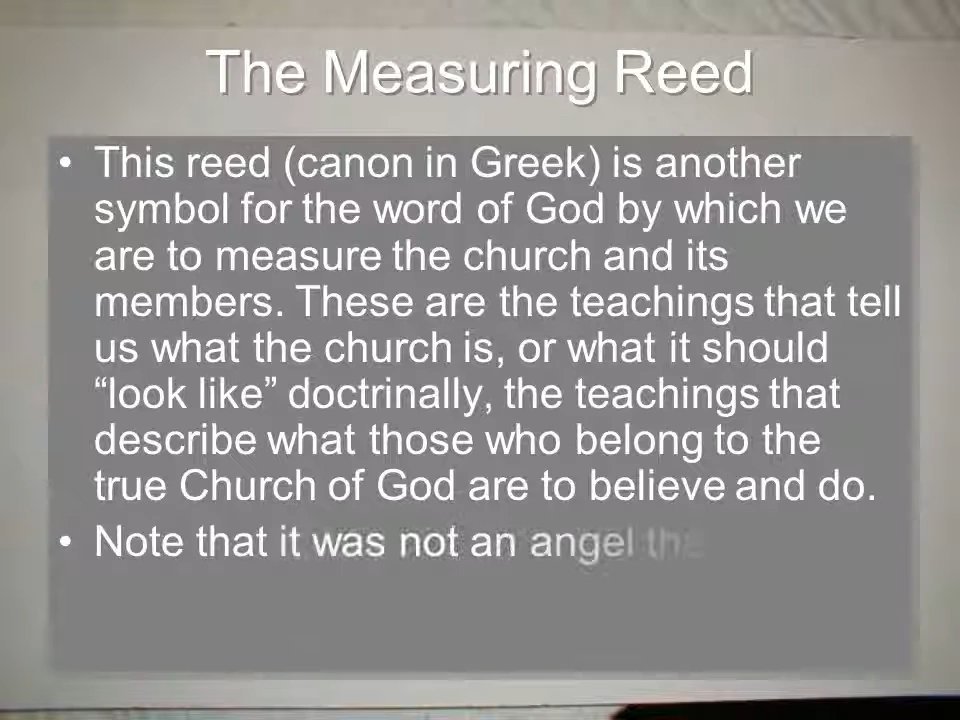 The Measuring Reed
• This reed (canon in Greek) is another
symbol for the word of God by which we
are to measure the church and its
members. These are the teachings that tell
us what the church is, or what it should
“look like” doctrinally, the teachings that
describe what those who belong to the
true Church of God are to believe and do.
• Note that it was not an angel